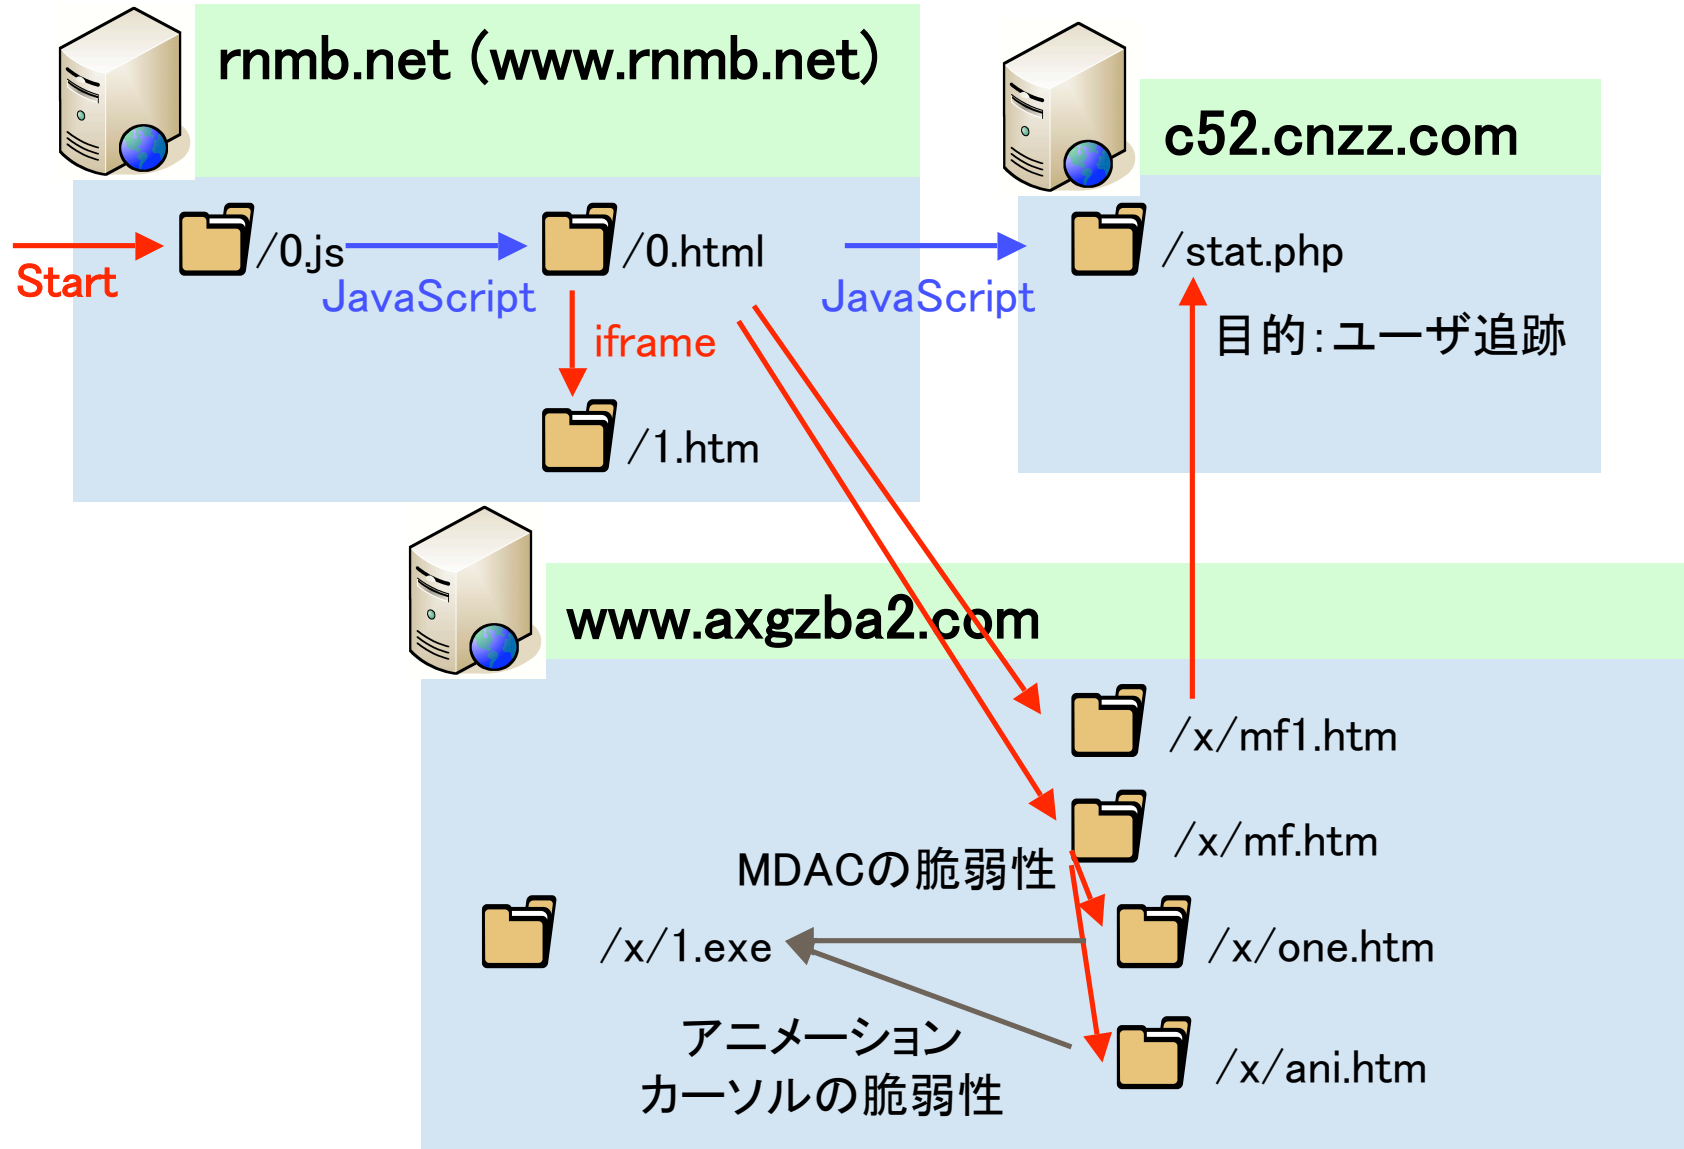 rnmb.net (www.rnmb.net)
c52.cnzz.com
Start
/0.js
JavaScript
/0.html
JavaScript
/stat.php
目的：ユーザ追跡
iframe
/1.htm
www.axgzba2.com
/x/mf1.htm
/x/mf.htm
MDACの脆弱性
/x/1.exe
/x/one.htm
アニメーション
カーソルの脆弱性
/x/ani.htm